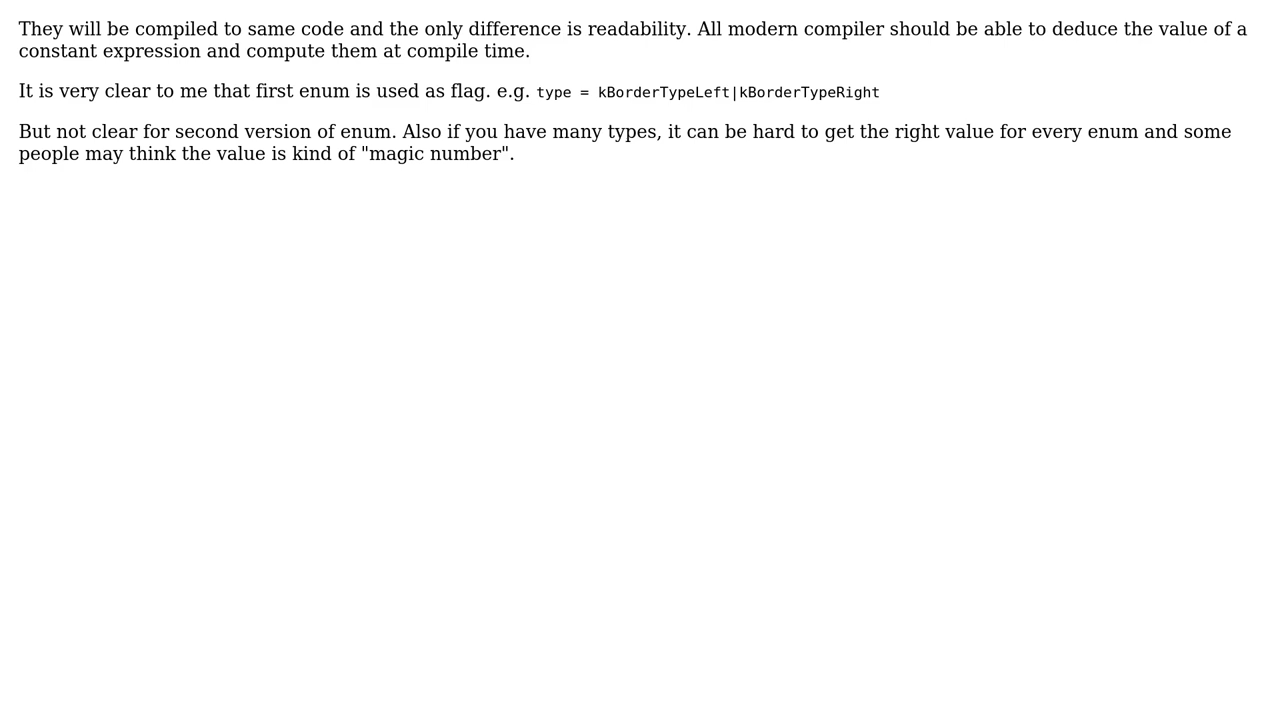 They will be compiled to same code and the only difference is readability. All modern compiler should be able to deduce the value of a
constant expression and compute them at compile time.
It is very clear to me that first enum is used as flag. e.g. type = kBorderTypeLeft|kBorderTypeRight
But not clear for second version of enum. Also if you have many types, it can be hard to get the right value for every enum and some
people may think the value is kind of "magic number".